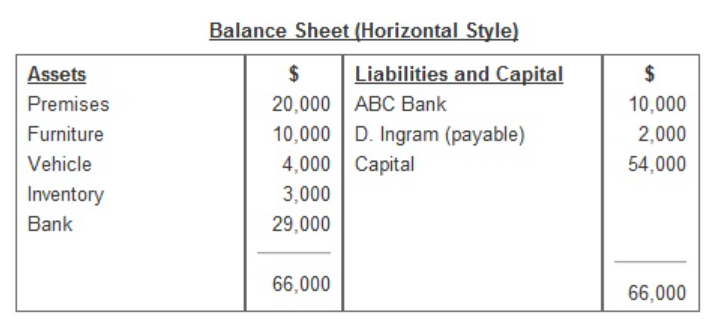 Balance Sheet (Horizontal Style)
Assets $ Liabilities and Capital $
Premises 20,000 ABC Bank 10,000
Furniture 10,000 D. Ingram (payable) 2,000
Vehicle 4,000 Capital 54,000
Inventory 3,000
Bank 29,000
66,000
66,000